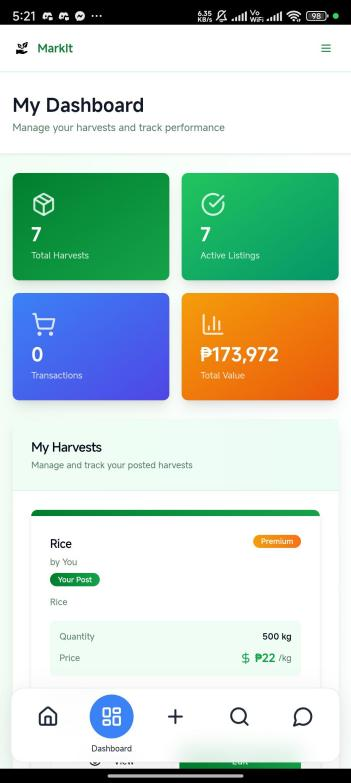 5:21
6.35 KB/s
Vo WiFi
98
MarkIt
My Dashboard
Manage your harvests and track performance
7
Total Harvests
7
Active Listings
0
Transactions
₱173,972
Total Value
My Harvests
Manage and track your posted harvests
Rice
Premium
by You
Your Post
Rice
Quantity
500 kg
Price
$ ₱22 /kg
Dashboard
View
Edit